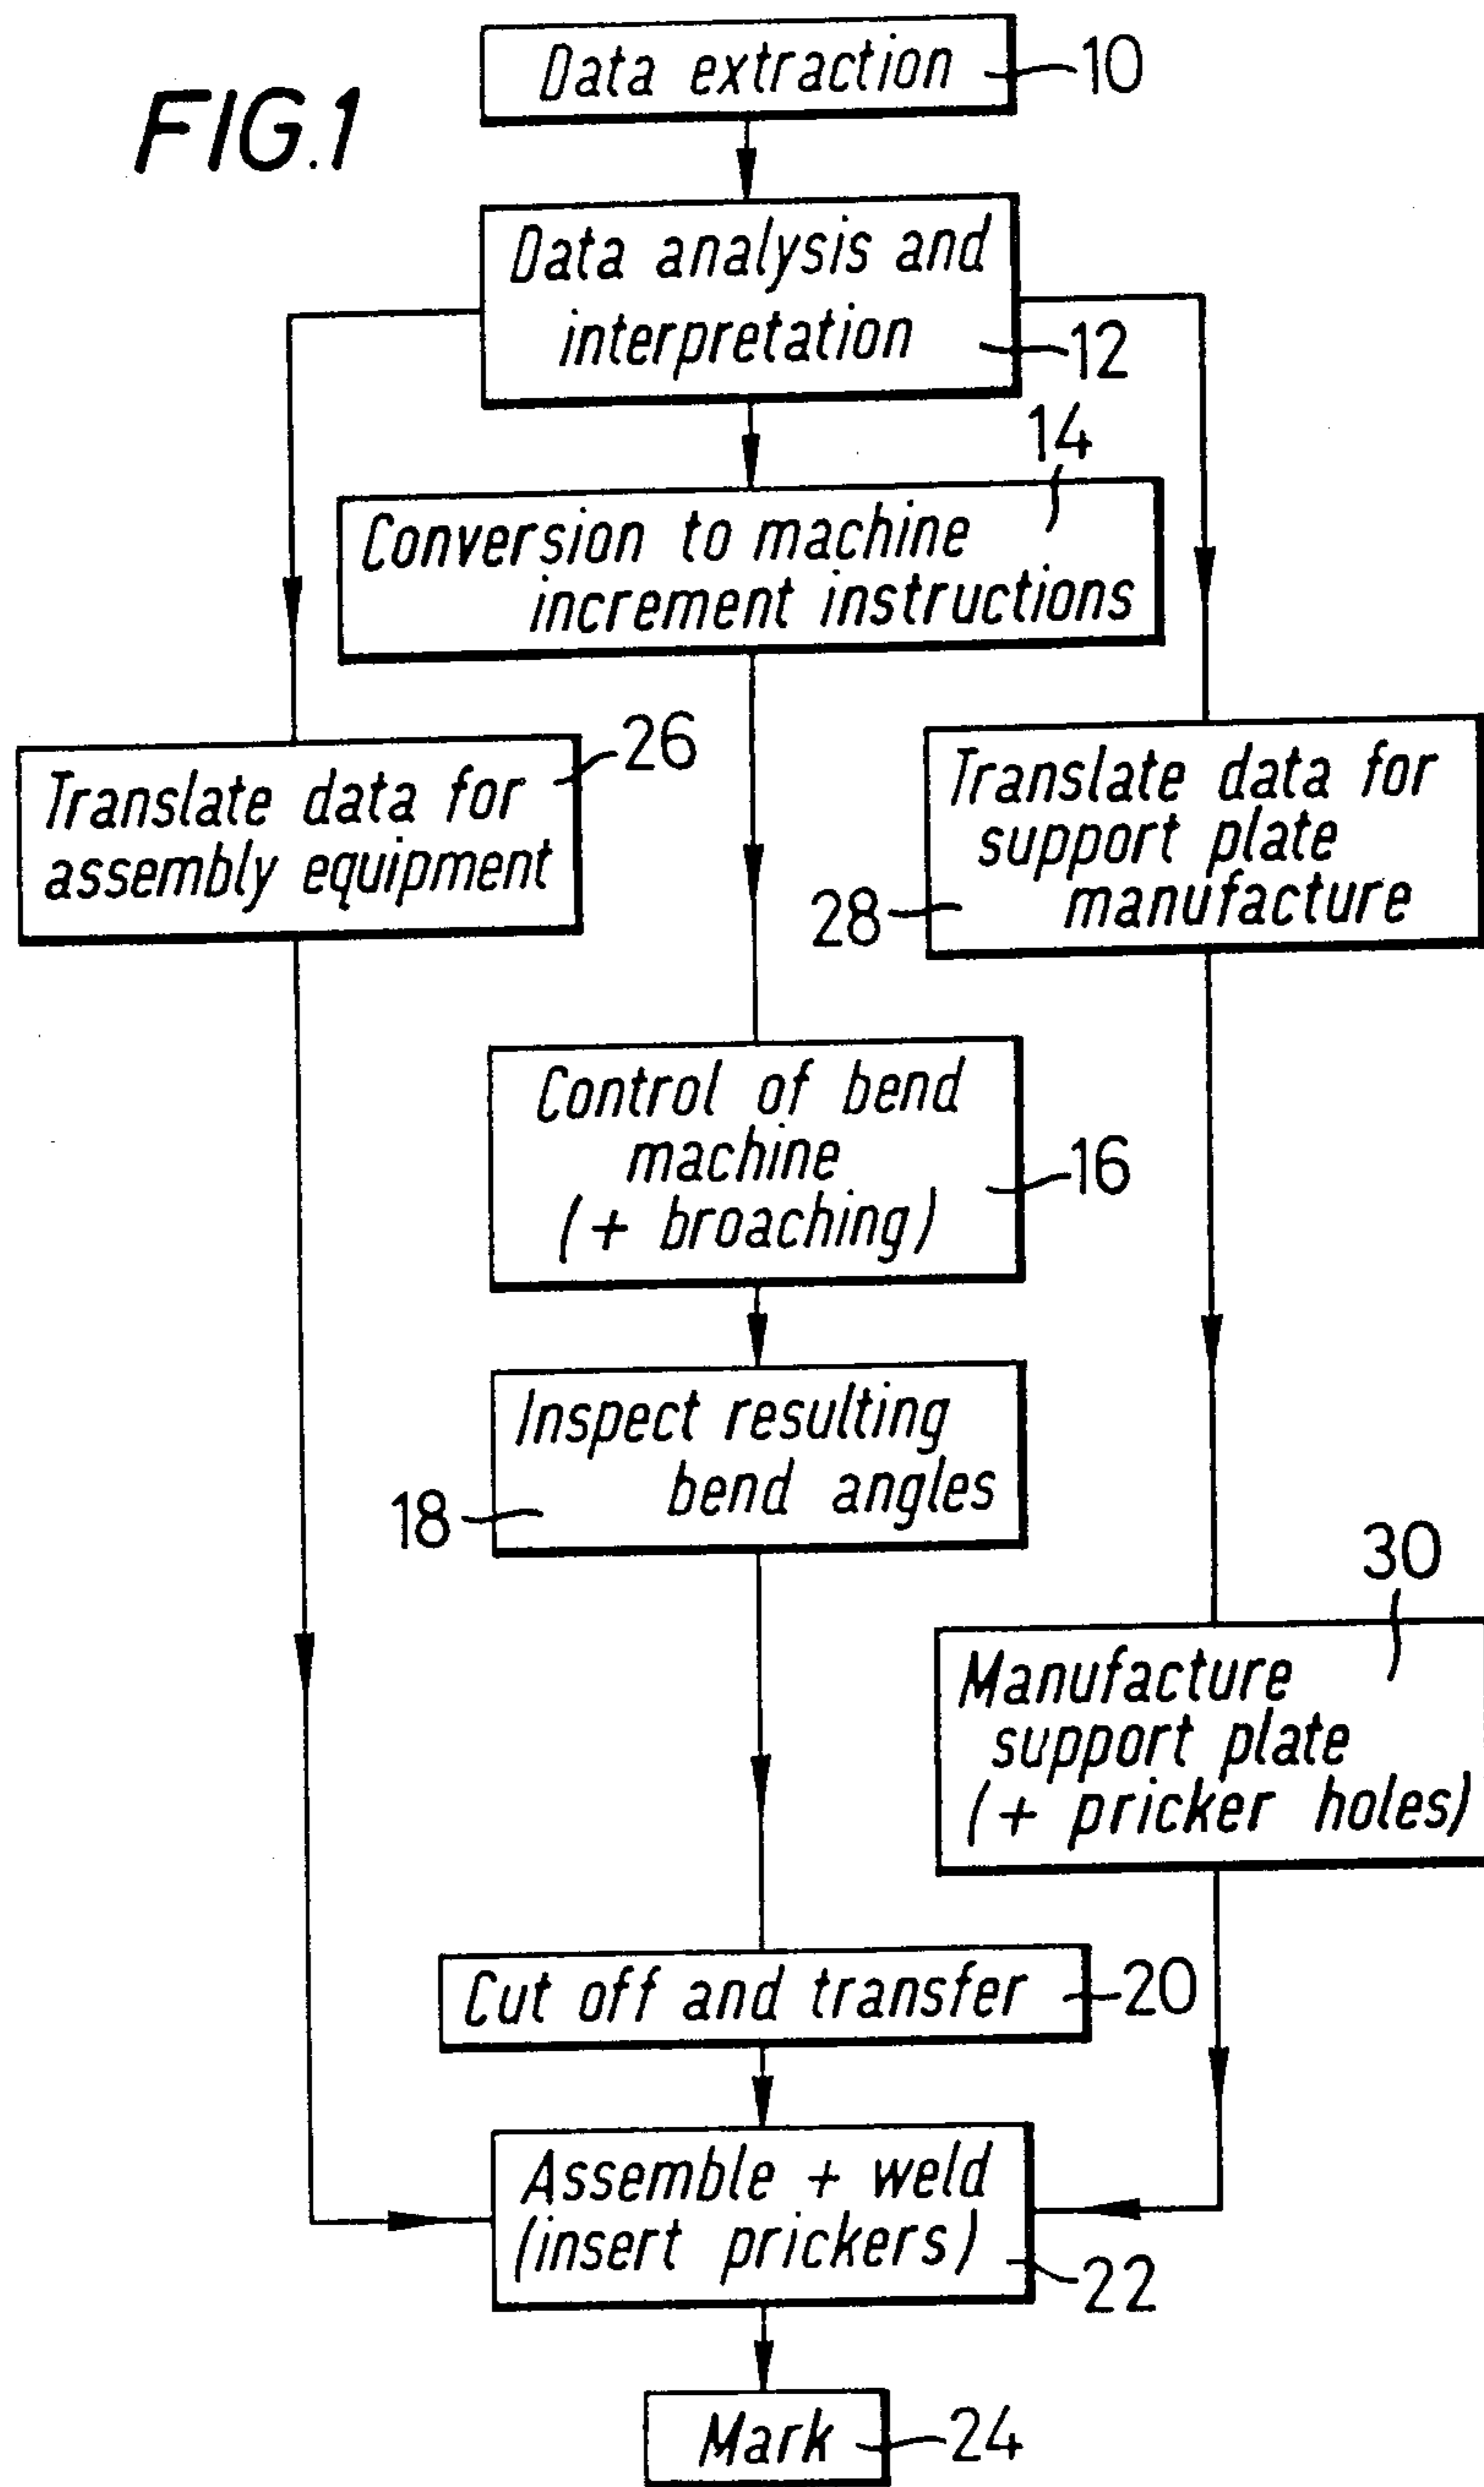 FIG.1
Data extraction
10
Data analysis and
interpretation
12
14
Conversion to machine
increment instructions
26
Translate data for
assembly equipment
Translate data for
support plate
manufacture
28
Control of bend
machine
(+ broaching)
16
Inspect resulting
bend angles
18
30
Manufacture
support plate
(+ pricker holes)
Cut off and transfer
20
Assemble + weld
(insert prickers)
22
Mark
24